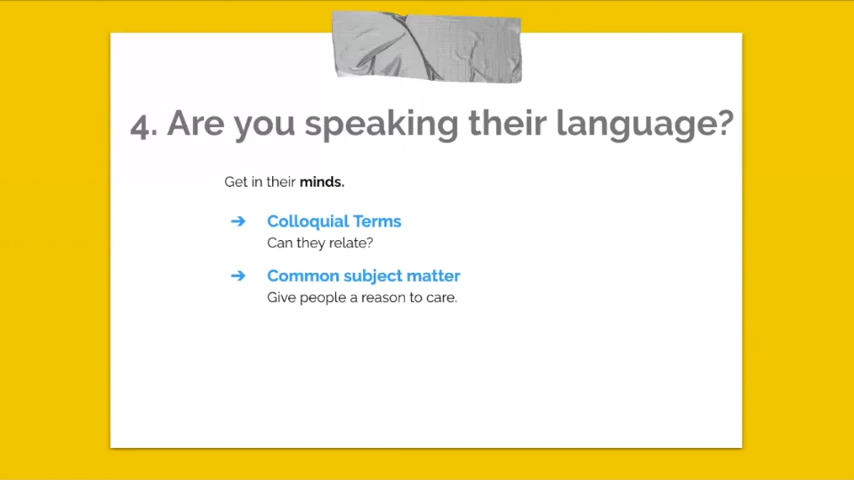 4. Are you speaking their language?
Get in their minds.
➔ Colloquial Terms
Can they relate?
➔ Common subject matter
Give people a reason to care.